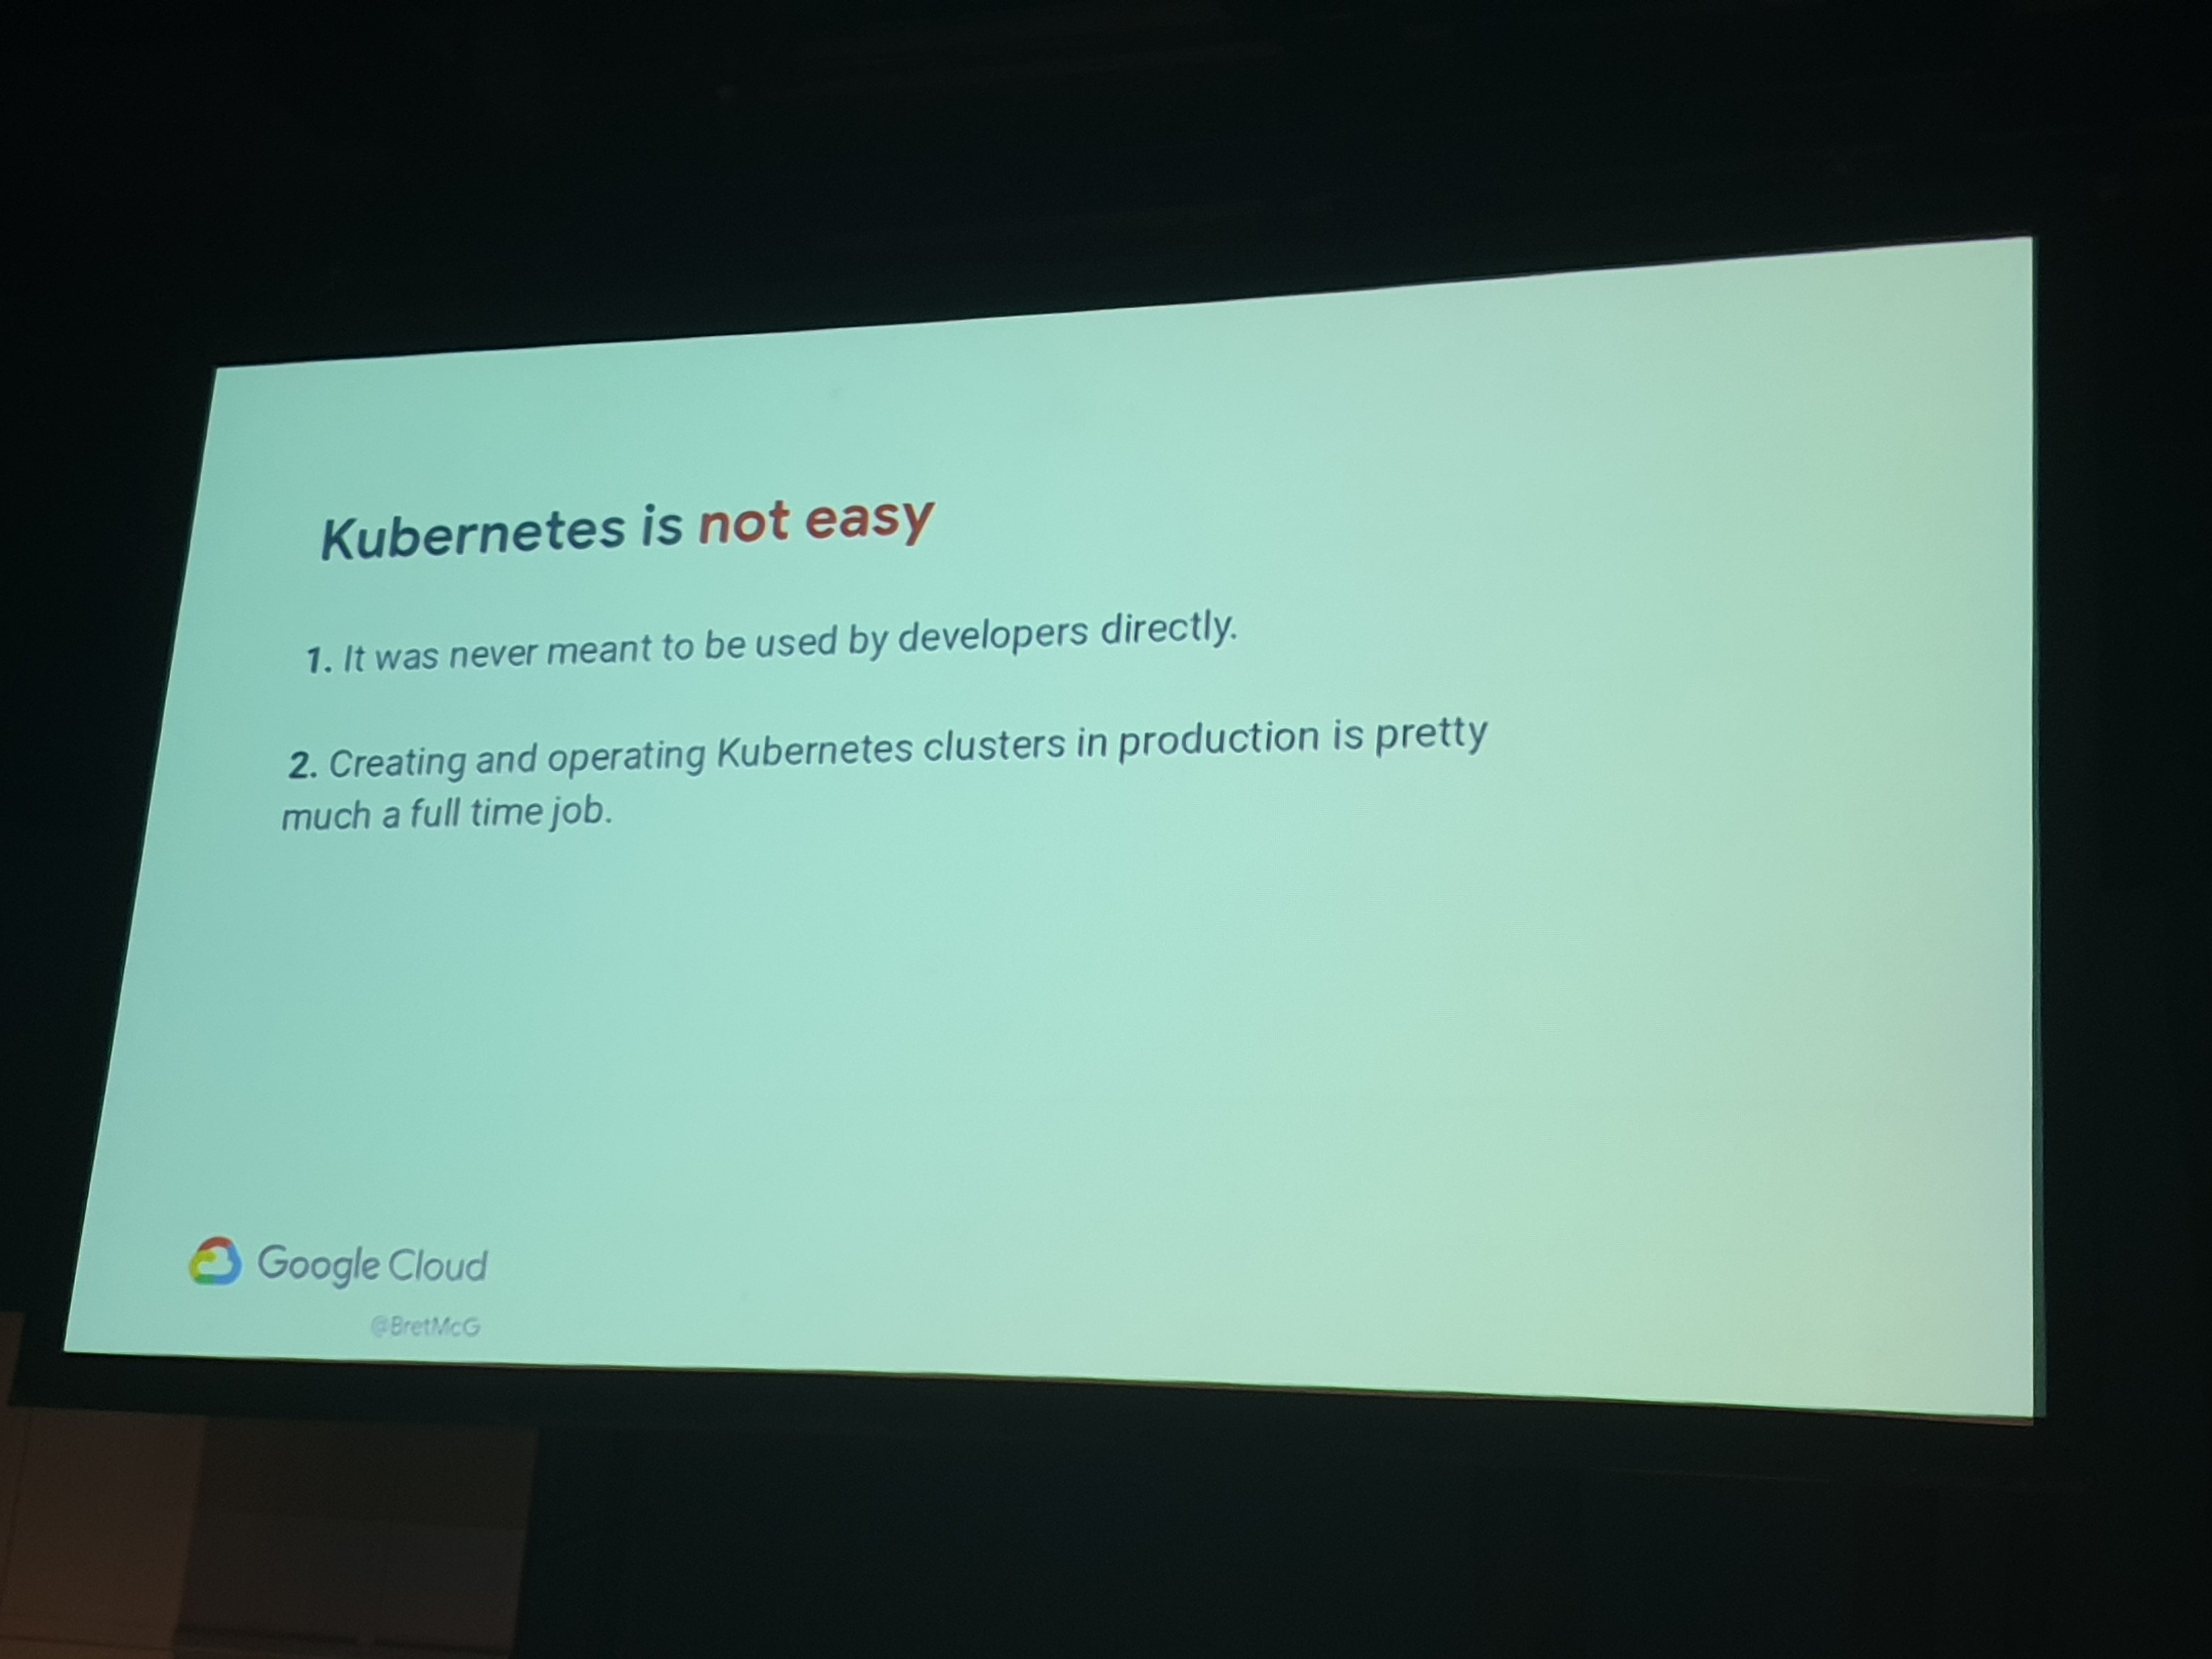 Kubernetes is not easy
1. It was never meant to be used by developers directly.
2. Creating and operating Kubernetes clusters in production is pretty
much a full time job.
Google Cloud
@BretMcG